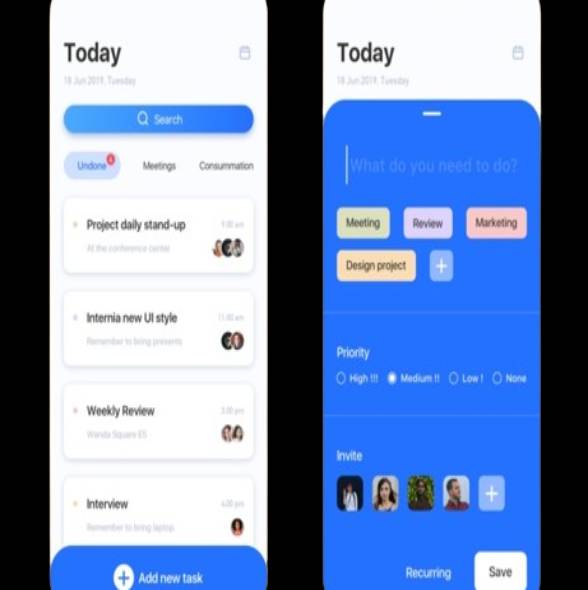 Today
18 Jun 2019, Tuesday
Search
Undone
Meetings
Consummation
Project daily stand-up
9:00 am
At the conference center
Internia new UI style
11:00 am
Remember to bring presents
Weekly Review
3:00 pm
Wanda Square E5
Interview
4:00 pm
Remember to bring laptop
Add new task
Today
18 Jun 2019, Tuesday
What do you need to do?
Meeting Review Marketing
Design project
Priority
High !!! Medium !! Low ! None
Invite
Recurring Save